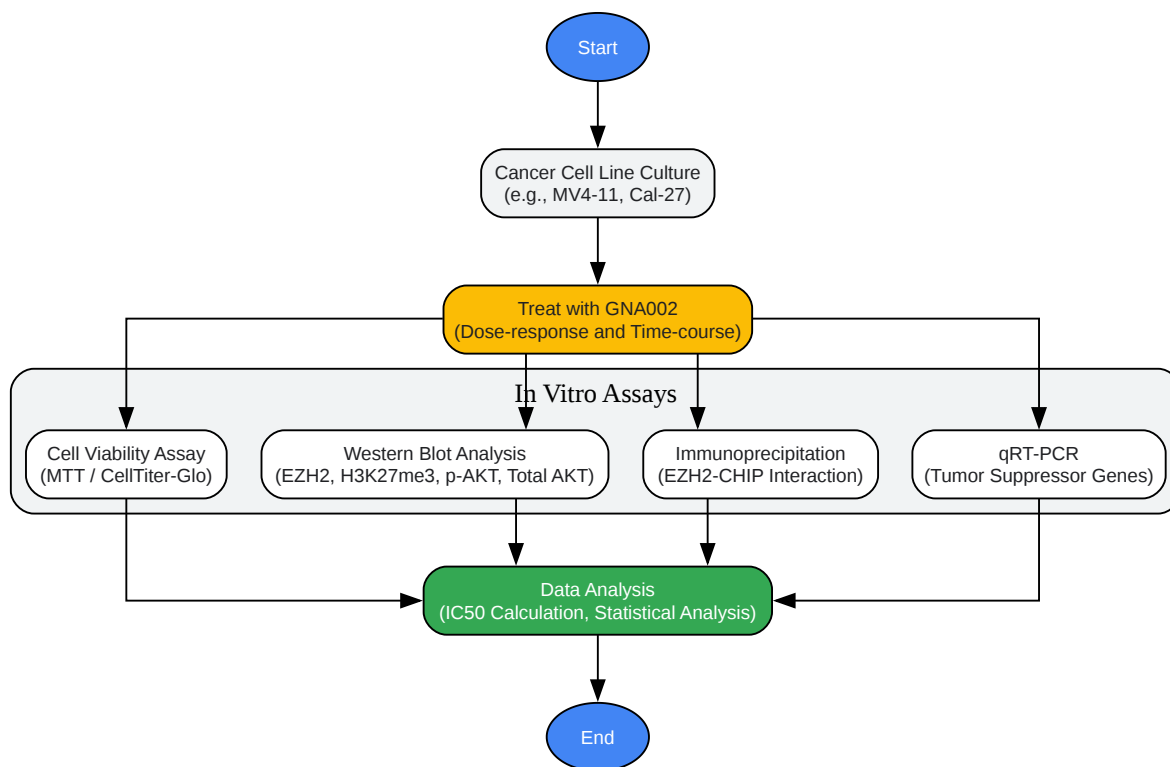 Start
Cancer Cell Line Culture
(e.g., MV4-11, Cal-27)
Treat with GNA002
(Dose-response and Time-course)
In Vitro Assays
Cell Viability Assay
(MTT / CellTiter-Glo)
Western Blot Analysis
(EZH2, H3K27me3, p-AKT, Total AKT)
Immunoprecipitation
(EZH2-CHIP Interaction)
qRT-PCR
(Tumor Suppressor Genes)
Data Analysis
(IC50 Calculation, Statistical Analysis)
End